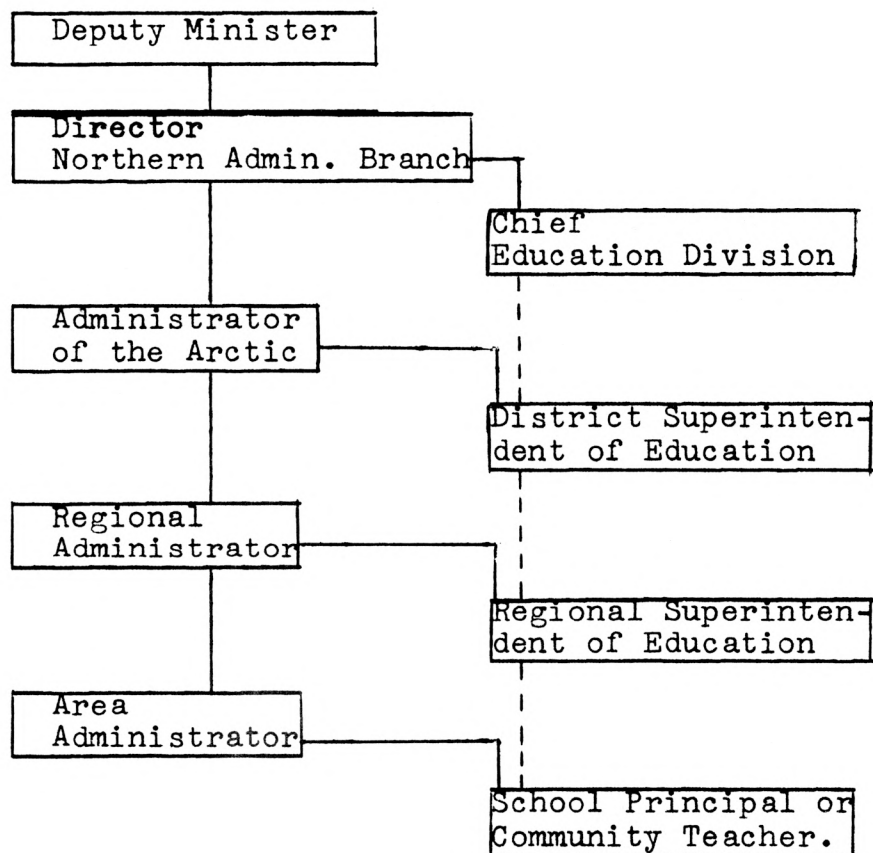 Deputy Minister
Director
Northern Admin. Branch
Chief
Education Division
Administrator
of the Arctic
District Superinten-
dent of Education
Regional
Administrator
Regional Superinten-
dent of Education
Area
Administrator
School Principal or
Community Teacher.